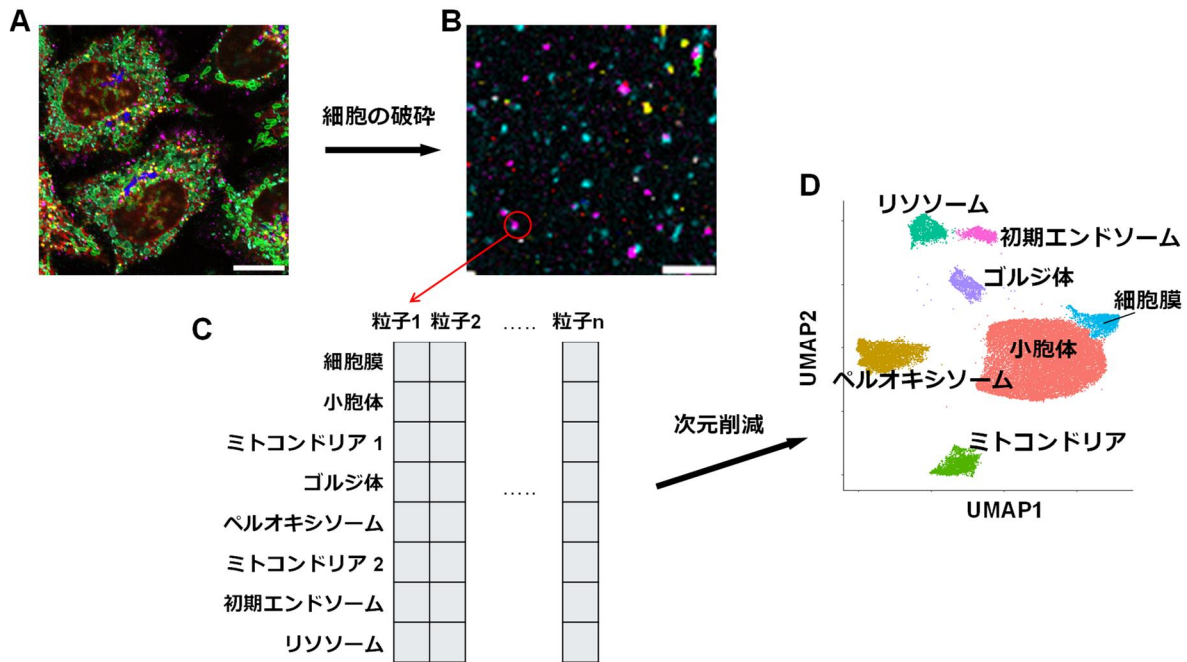 A
B
細胞の破砕
C
粒子1 粒子2 ..... 粒子n
細胞膜
小胞体
ミトコンドリア 1
ゴルジ体
.....
ペルオキシソーム
ミトコンドリア 2
初期エンドソーム
リソソーム
次元削減
D
リソソーム
初期エンドソーム
ゴルジ体
細胞膜
小胞体
ペルオキシソーム
ミトコンドリア
UMAP2
UMAP1